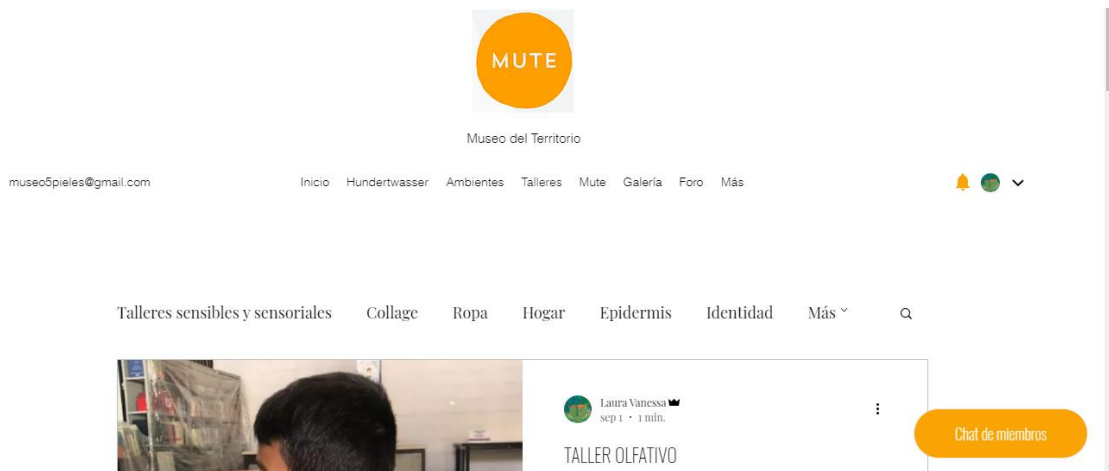 MUTE
Museo del Territorio
museo5pieles@gmail.com
Inicio Hundertwasser Ambientes Talleres Mute Galería Foro Más
Talleres sensibles y sensoriales Collage Ropa Hogar Epidermis Identidad Más
Laura Vanessa
sep 1 • 1 min.
TALLER OLFATIVO
Chat de miembros